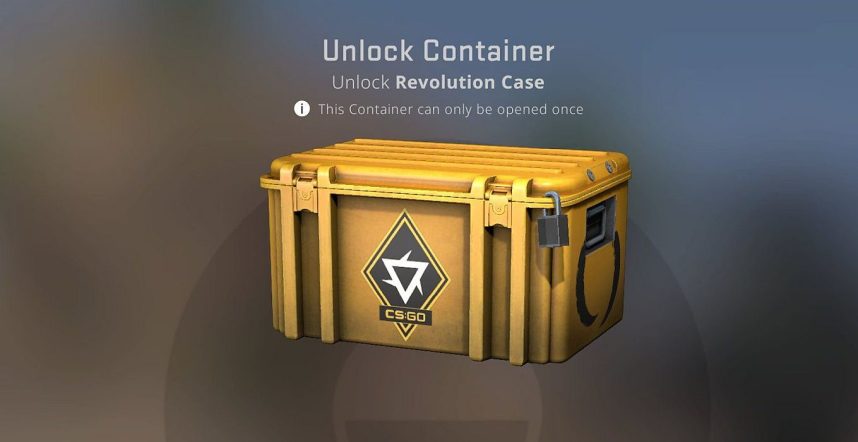 Unlock Container
Unlock Revolution Case
i This Container can only be opened once
CS:GO